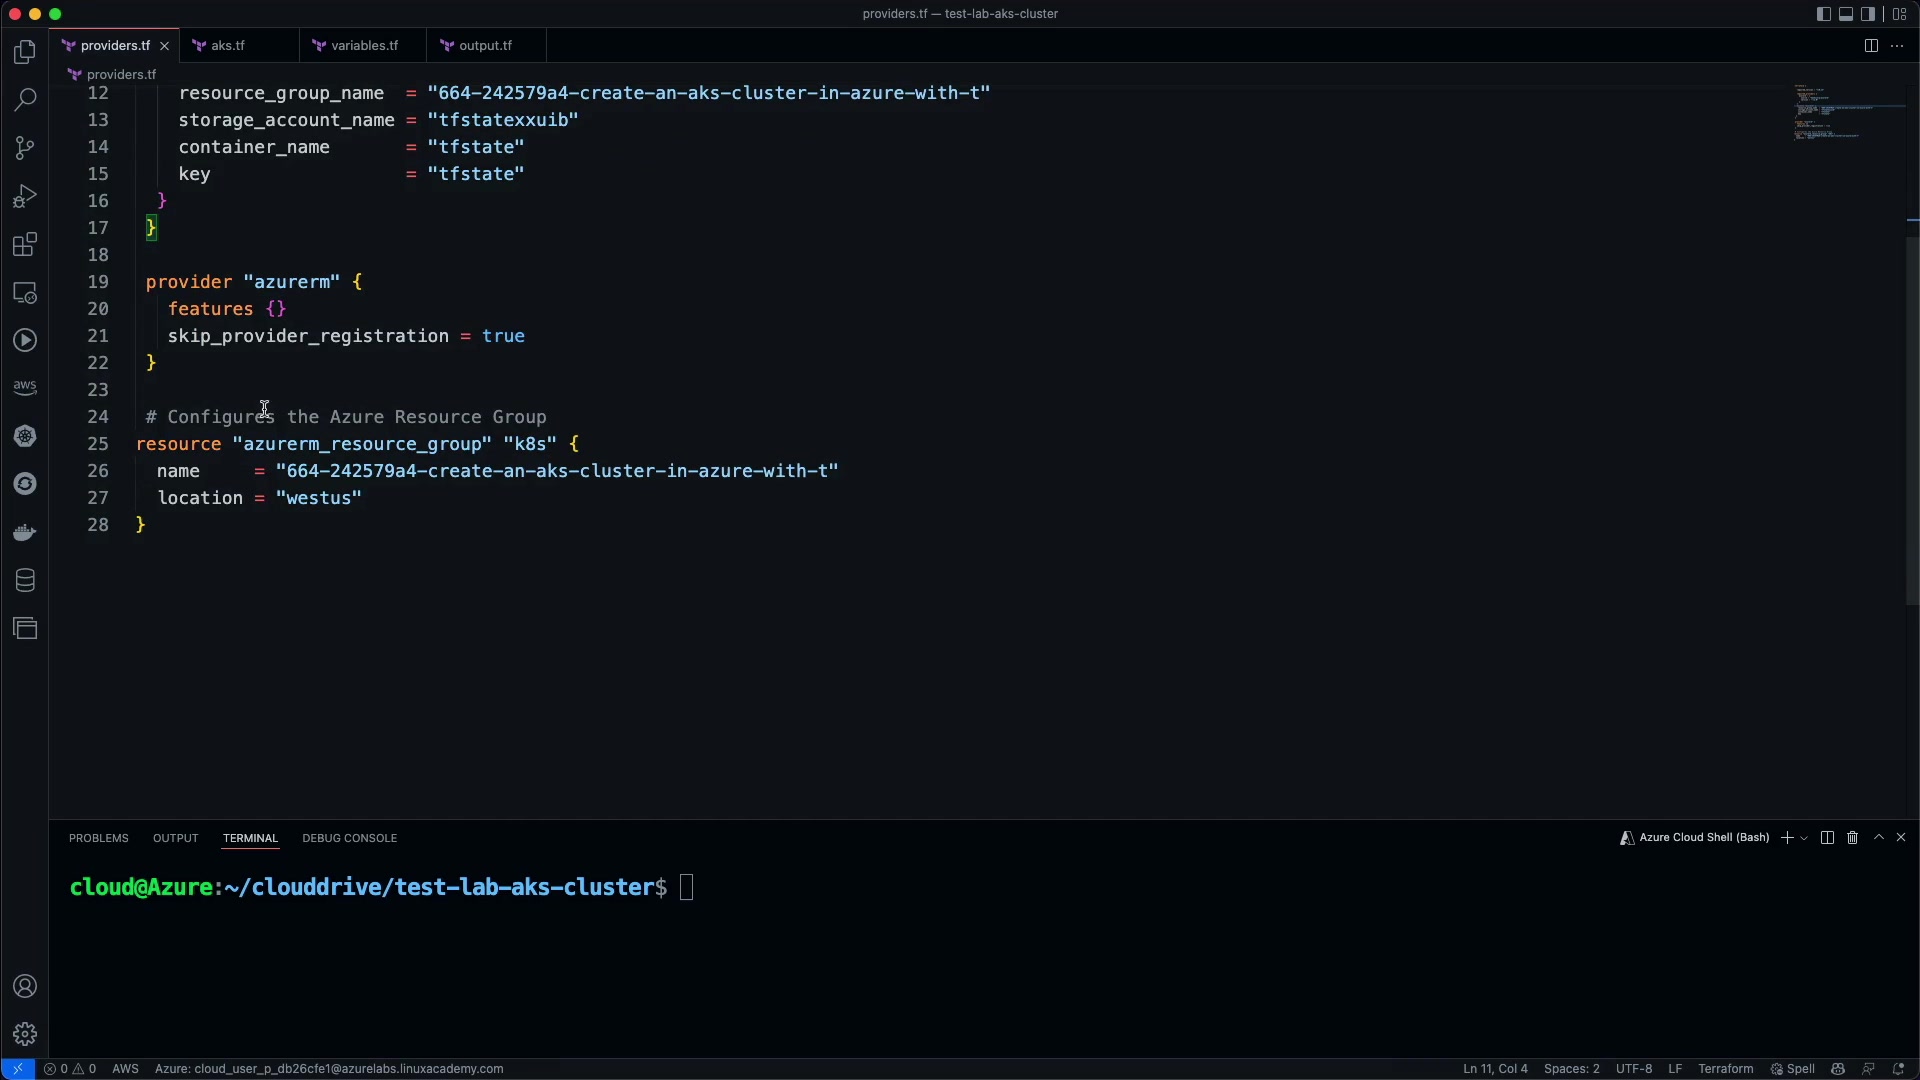 providers.tf — test-lab-aks-cluster
providers.tf
aks.tf
variables.tf
output.tf
providers.tf
12 resource_group_name = "664-242579a4-create-an-aks-cluster-in-azure-with-t"
13 storage_account_name = "tfstatexxuib"
14 container_name = "tfstate"
15 key = "tfstate"
16 }
17 }
18
19 provider "azurerm" {
20 features {}
21 skip_provider_registration = true
22 }
23
24 # Configures the Azure Resource Group
25 resource "azurerm_resource_group" "k8s" {
26 name = "664-242579a4-create-an-aks-cluster-in-azure-with-t"
27 location = "westus"
28 }
aws
PROBLEMS OUTPUT TERMINAL DEBUG CONSOLE
Azure Cloud Shell (Bash)
cloud@Azure:~/clouddrive/test-lab-aks-cluster$
0 0 AWS Azure: cloud_user_p_db26cfe1@azurelabs.linuxacademy.com
Ln 11, Col 4 Spaces: 2 UTF-8 LF Terraform Spell